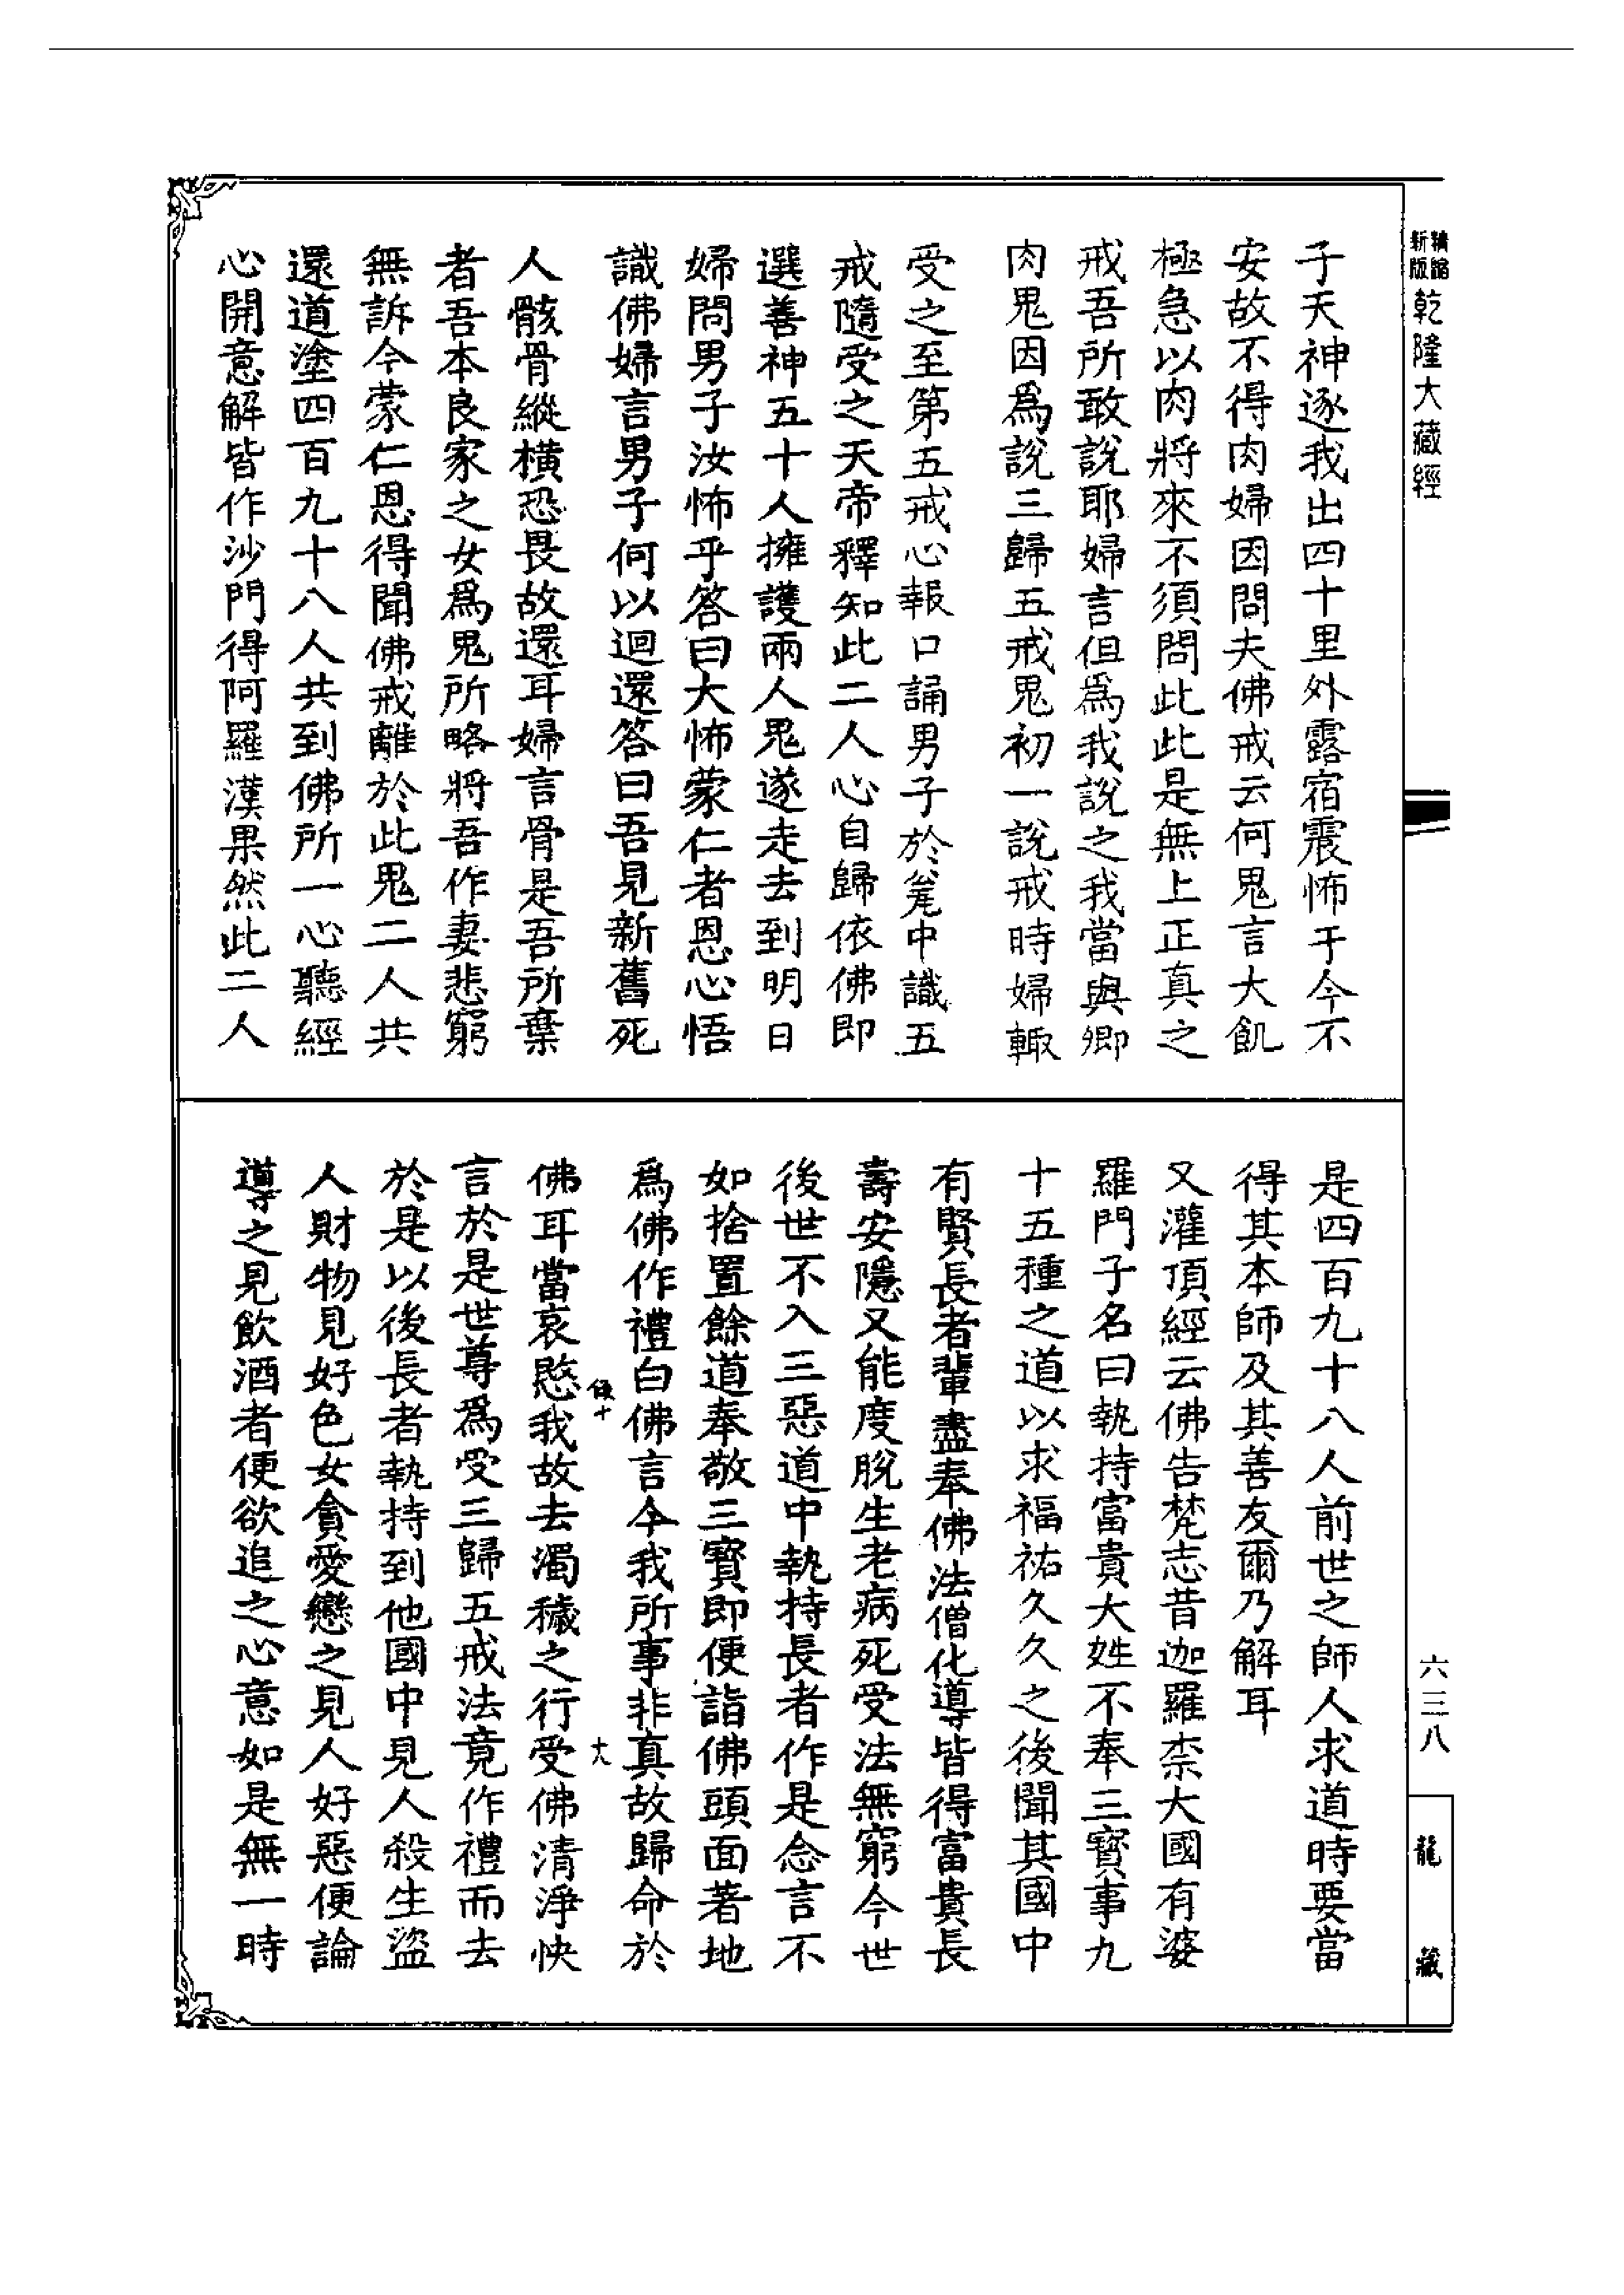 精縮新版乾隆大藏經
子天神逐我出四十里外露宿震怖于今不
安故不得肉婦因問夫佛戒云何鬼言大飢
極急以肉將來不須問此此是無上正真之
戒吾所敢說耶婦言但爲我說之我當與卿
肉鬼因爲說三歸五戒鬼初一說戒時婦輙
受之至第五戒心報口誦男子於甕中識五
戒隨受之天帝釋知此二人心自歸依佛即
選善神五十人擁護兩人鬼遂走去到明日
婦問男子汝怖乎答曰大怖蒙仁者恩心悟
識佛婦言男子何以迴還答曰吾見新舊死
人骸骨縱橫恐畏故還耳婦言骨是吾所棄
者吾本良家之女爲鬼所略將吾作妻悲窮
無訴今蒙仁恩得聞佛戒離於此鬼二人共
還道塗四百九十八人共到佛所一心聽經
心開意解皆作沙門得阿羅漢果然此二人
是四百九十八人前世之師人求道時要當
得其本師及其善友爾乃解耳
又灌頂經云佛告梵志昔迦羅柰大國有婆
羅門子名曰執持富貴大姓不奉三寶事九
十五種之道以求福祐久久之後聞其國中
有賢長者輩盡奉佛法僧化導皆得富貴長
壽安隱又能度脫生老病死受法無窮今世
後世不入三惡道中執持長者作是念言不
如捨置餘道奉敬三寶即便詣佛頭面著地
爲佛作禮白佛言今我所事非真故歸命於
佛耳當哀愍我故去濁穢之行受佛清淨快
言於是世尊爲受三歸五戒法竟作禮而去
於是以後長者執持到他國中見人殺生盜
人財物見好色女貪愛戀之見人好惡便論
導之見飲酒者便欲追之心意如是無一時
六三八
龍藏